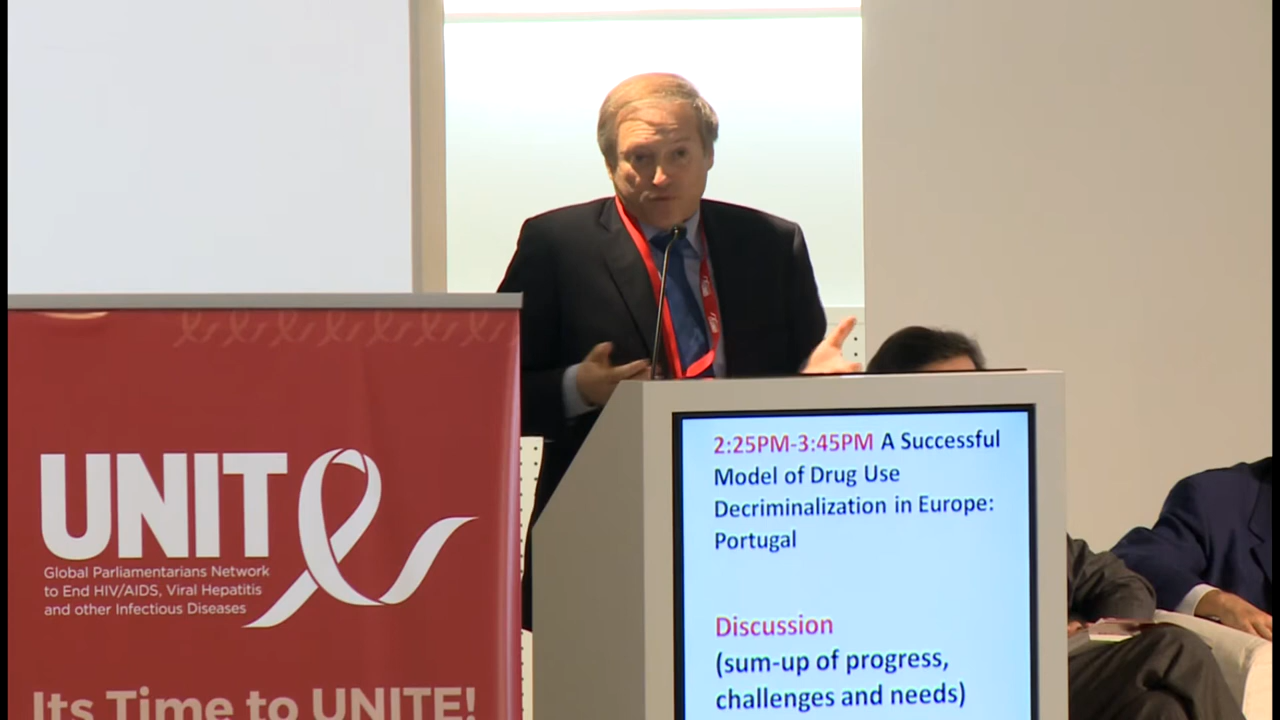 UNITE
Global Parliamentarians Network
to End HIV/AIDS, Viral Hepatitis
and other Infectious Diseases
Its Time to UNITE!
2:25PM-3:45PM A Successful
Model of Drug Use
Decriminalization in Europe:
Portugal
Discussion
(sum-up of progress,
challenges and needs)